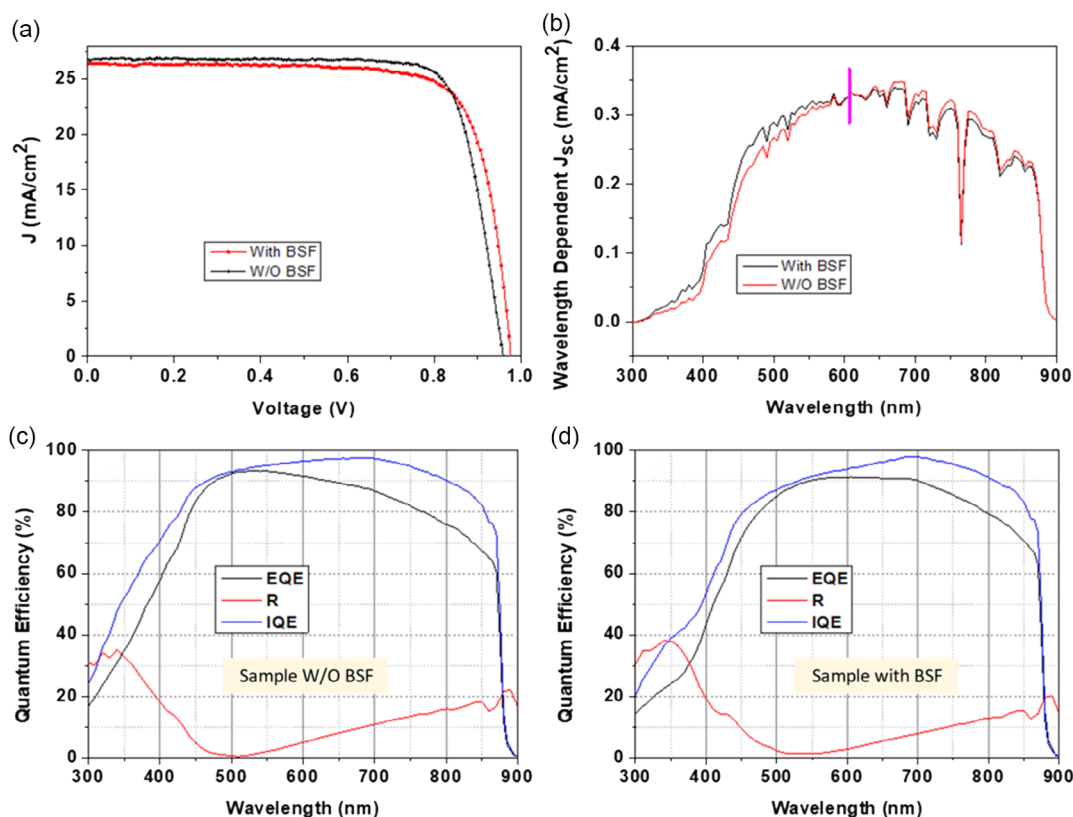 (a)
J (mA/cm²)
25
20
15
10
5
0
With BSF
W/O BSF
0.0
0.2
0.4
0.6
0.8
1.0
Voltage (V)
(b)
Wavelength Dependent JSC (mA/cm²)
0.4
0.3
0.2
0.1
0.0
With BSF
W/O BSF
300
400
500
600
700
800
900
Wavelength (nm)
(c)
Quantum Efficiency (%)
100
80
60
40
20
0
EQE
R
IQE
Sample W/O BSF
300
400
500
600
700
800
900
Wavelength (nm)
(d)
Quantum Efficiency (%)
100
80
60
40
20
0
EQE
R
IQE
Sample with BSF
300
400
500
600
700
800
900
Wavelength (nm)